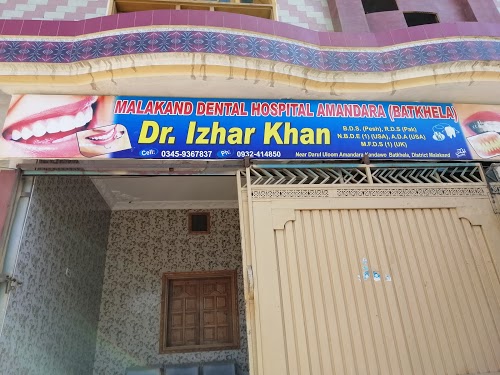 MALAKAND DENTAL HOSPITAL AMANDARA (BATKHELA)
Dr. Izhar Khan
B.D.S. (Pesh), R.D.S (Pak)
N.B.D.E (1) (USA), A.D.A (USA)
M.F.D.S (1) (UK)
Cell: 0345-9367837 Ph: 0932-414850
Near Darul Uloom Amandara Kandaro Batkhela, District Malakand